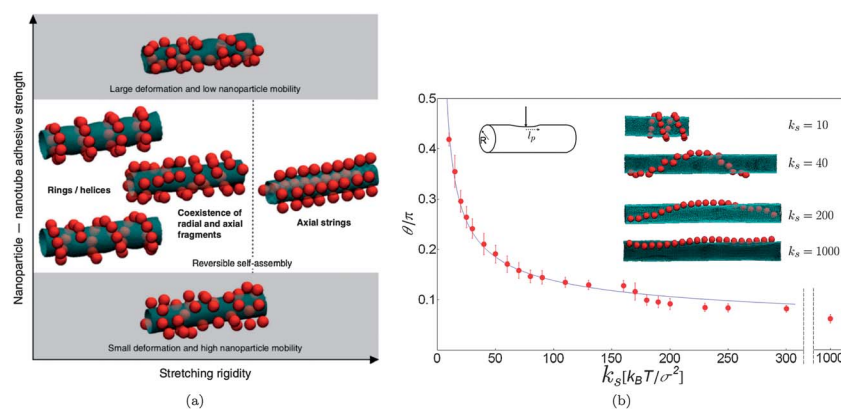 Nanoparticle – nanotube adhesive strength
Large deformation and low nanoparticle mobility
Rings / helices
Coexistence of
radial and axial
fragments
Axial strings
Reversible self-assembly
Small deformation and high nanoparticle mobility
Stretching rigidity
(a)
θ/π
0.5
0.4
0.3
0.2
0.1
R
l_p
k_s = 10
k_s = 40
k_s = 200
k_s = 1000
0 50 100 150 200 250 300 1000
k_s[k_BT/σ²]
(b)